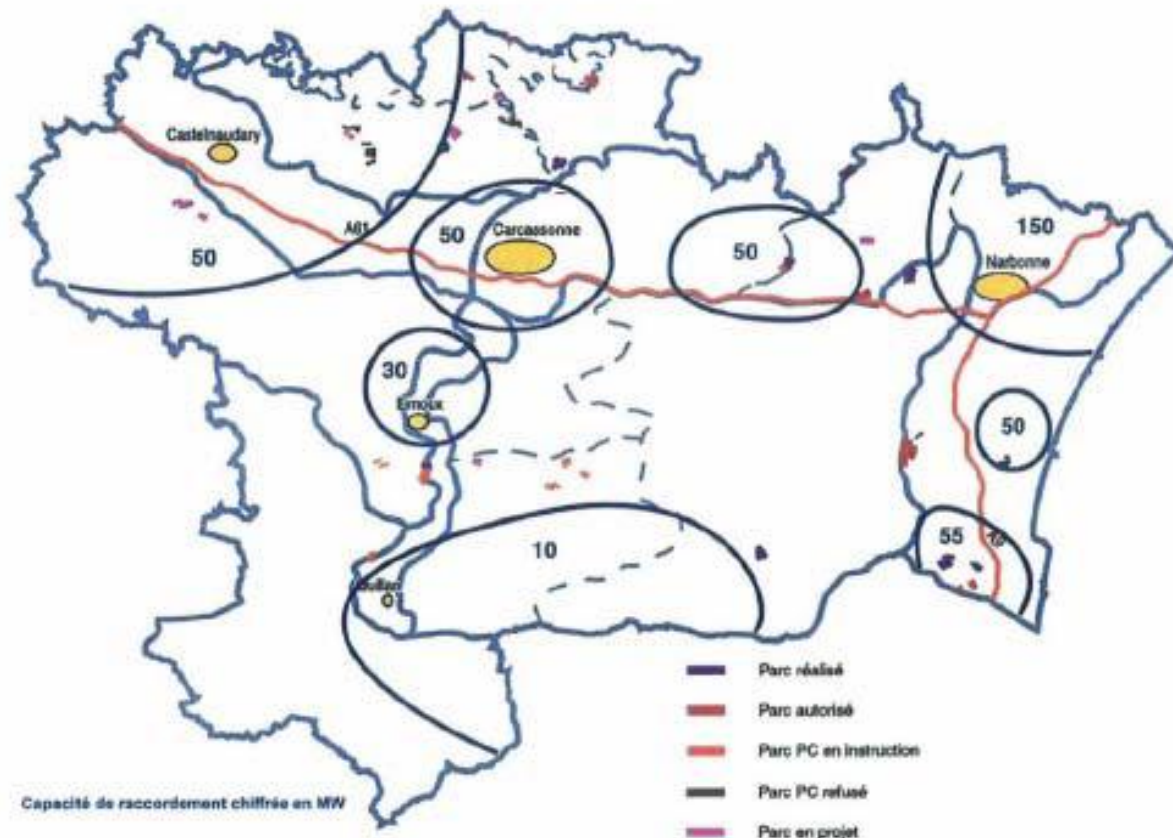 Castelnaudary
A61
50
50
Carcassonne
50
150
Narbonne
30
50
10
55
Parc réalisé
Parc autorisé
Parc PC en instruction
Parc PC refusé
Parc en projet
Capacité de raccordement chiffrée en MW